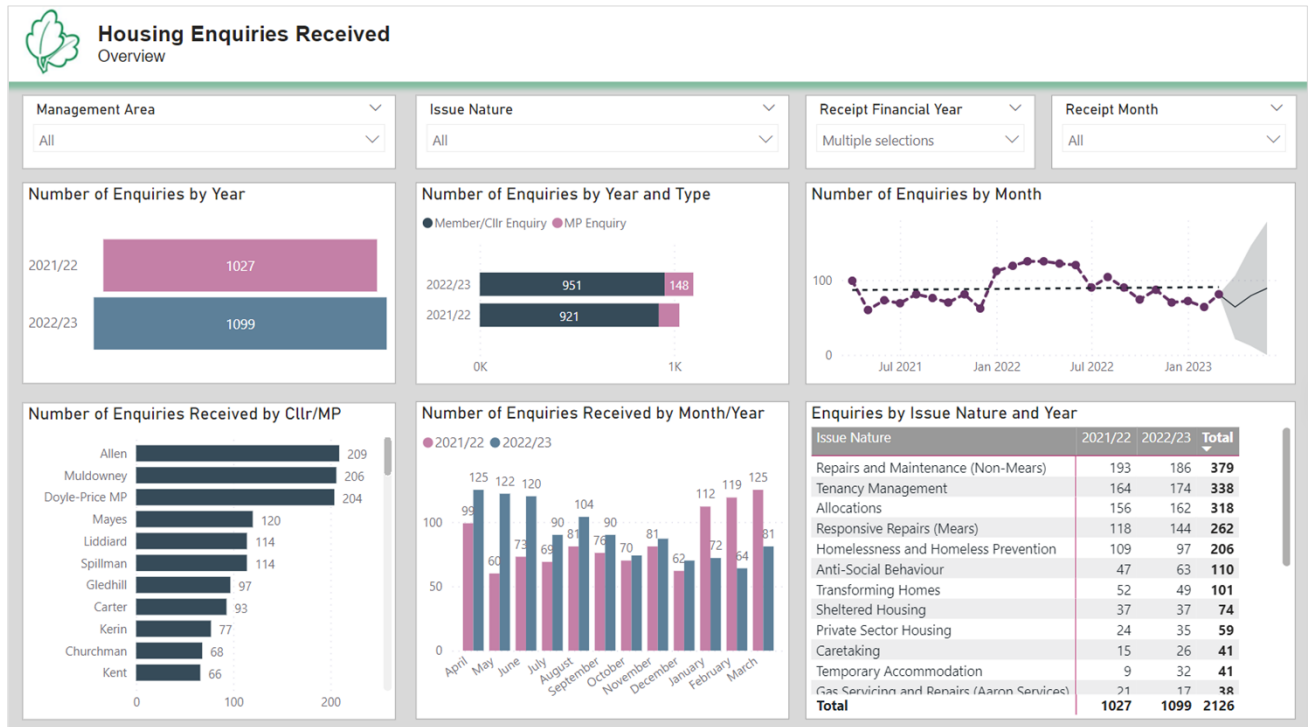 Housing Enquiries Received
Overview
Management Area
All
Issue Nature
All
Receipt Financial Year
Multiple selections
Receipt Month
All
Number of Enquiries by Year
2021/22
1027
2022/23
1099
Number of Enquiries by Year and Type
Member/Cllr Enquiry MP Enquiry
2022/23 951 148
2021/22 921
0K 1K
Number of Enquiries by Month
100
0
Jul 2021 Jan 2022 Jul 2022 Jan 2023
Number of Enquiries Received by Cllr/MP
Allen 209
Muldowney 206
Doyle-Price MP 204
Mayes 120
Liddiard 114
Spillman 114
Gledhill 97
Carter 93
Kerin 77
Churchman 68
Kent 66
0 100 200
Number of Enquiries Received by Month/Year
2021/22 2022/23
125 122 120 104 112 119 125
99 90 81 76 90 81 81
60 73 69 70 62 72 64
100
50
0
April May June July August September October November December January February March
Enquiries by Issue Nature and Year
Issue Nature 2021/22 2022/23 Total
Repairs and Maintenance (Non-Mears) 193 186 379
Tenancy Management 164 174 338
Allocations 156 162 318
Responsive Repairs (Mears) 118 144 262
Homelessness and Homeless Prevention 109 97 206
Anti-Social Behaviour 47 63 110
Transforming Homes 52 49 101
Sheltered Housing 37 37 74
Private Sector Housing 24 35 59
Caretaking 15 26 41
Temporary Accommodation 9 32 41
Gas Servicing and Repairs (Aaron Services) 21 17 38
Total 1027 1099 2126